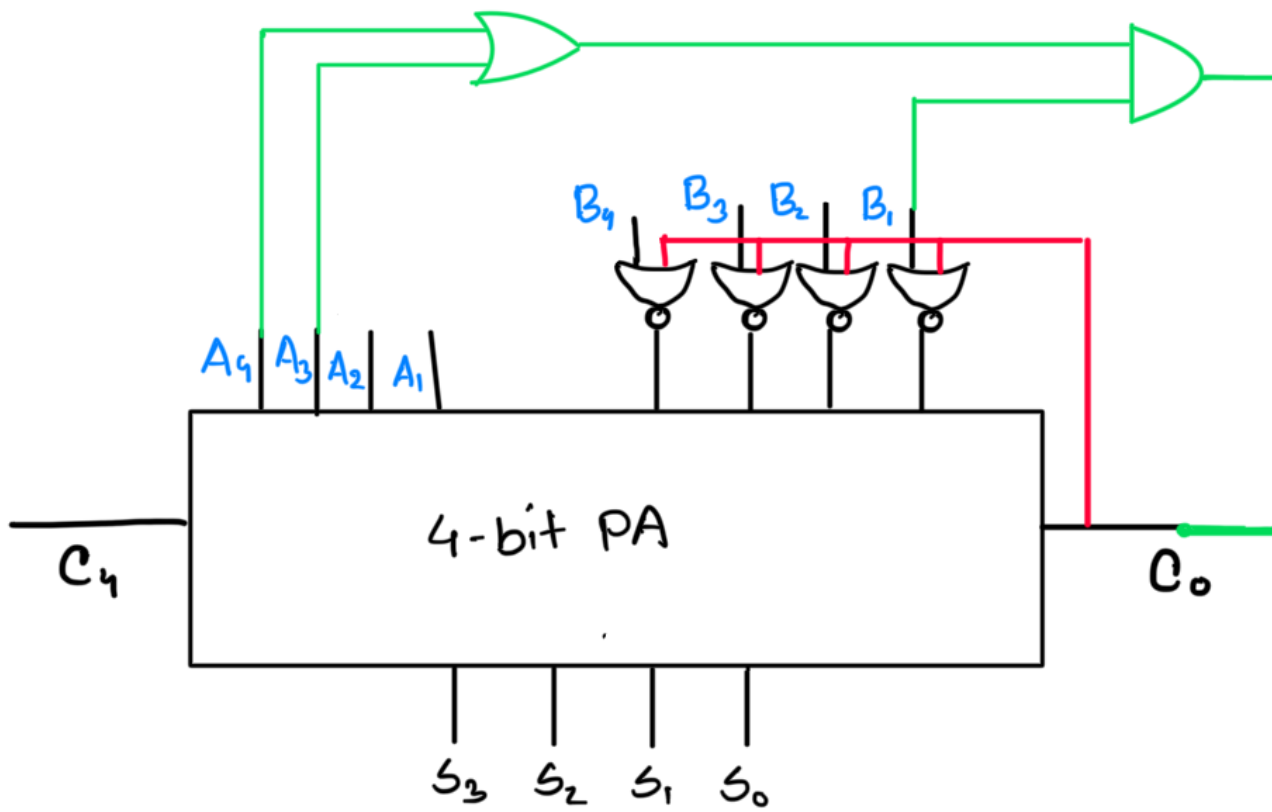 B₄ B₃ B₂ B₁
A₄ A₃ A₂ A₁
4-bit PA
C₄ C₀
S₃ S₂ S₁ S₀